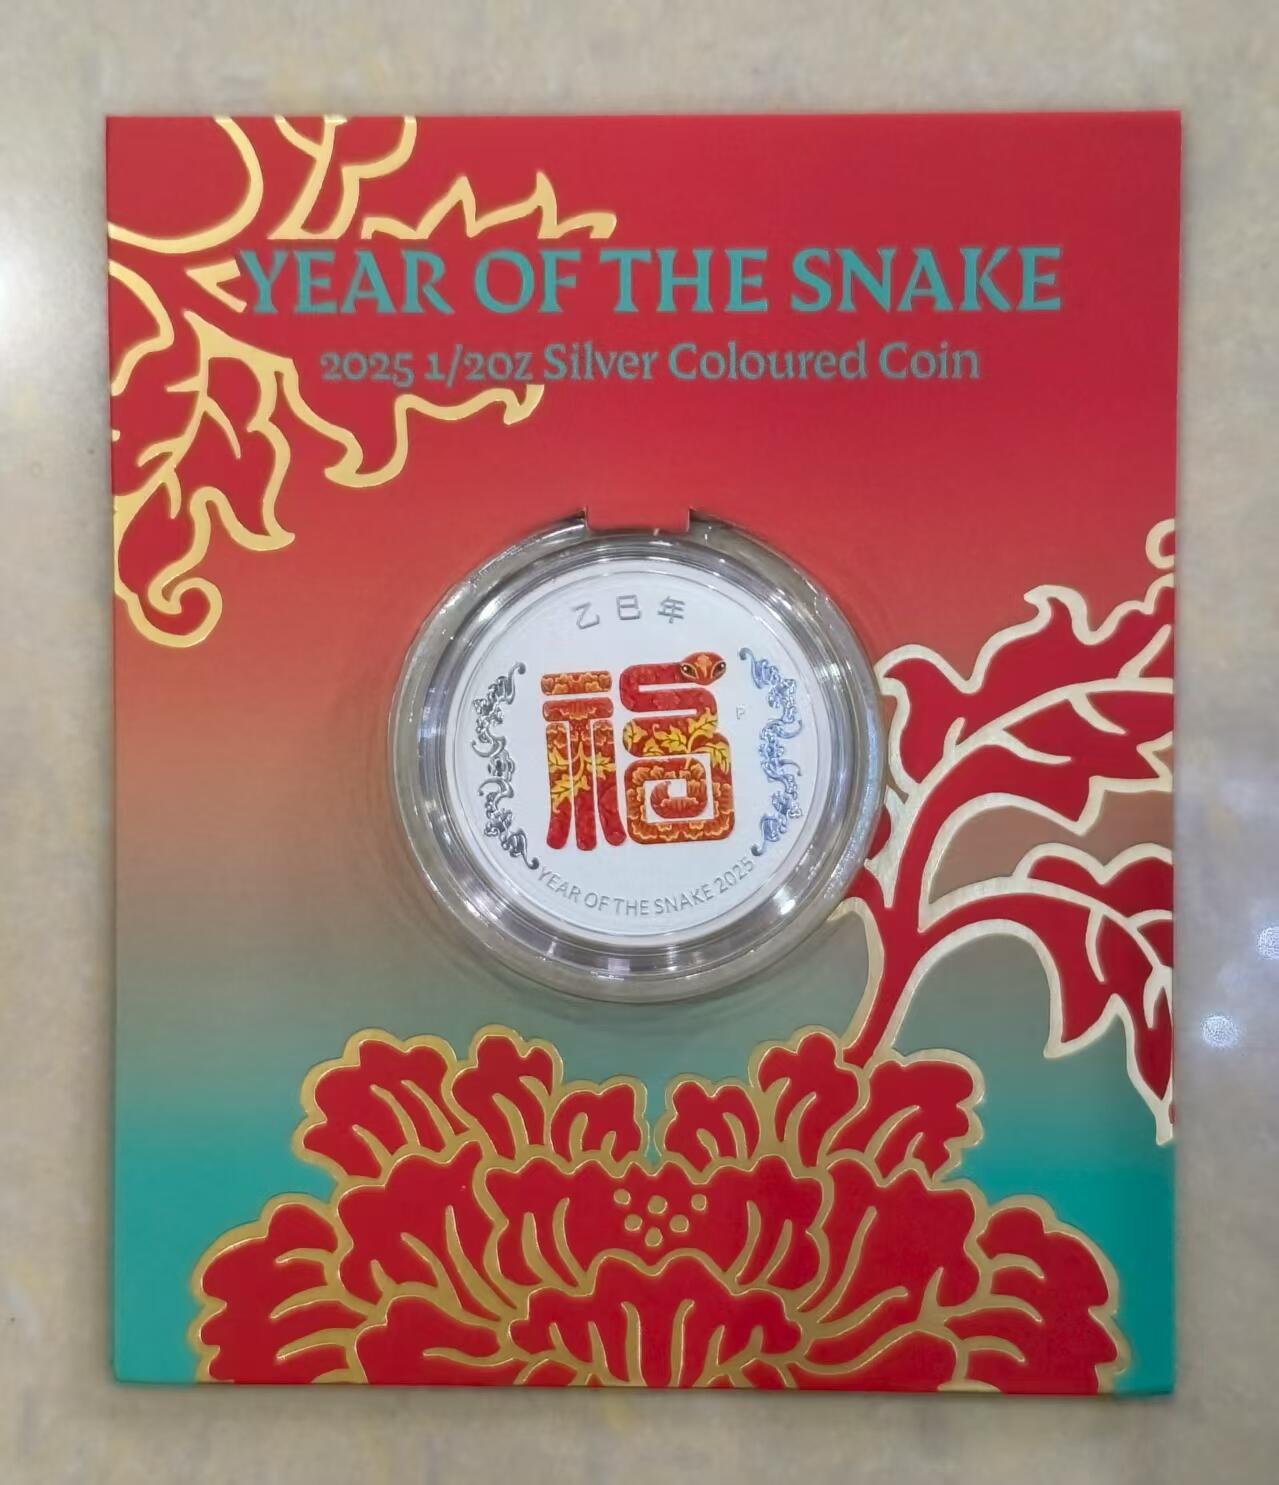 YEAR OF THE SNAKE
2025 1/2oz Silver Coloured Coin
乙巳年
福
P
YEAR OF THE SNAKE 2025